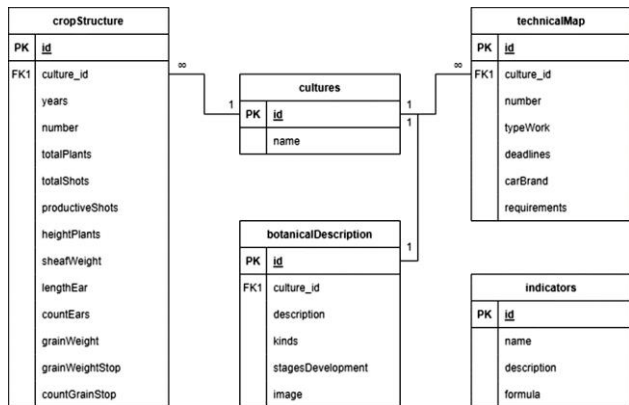 cropStructure
PK id
FK1 culture_id
years
number
totalPlants
totalShots
productiveShots
heightPlants
sheafWeight
lengthEar
countEars
grainWeight
grainWeightStop
countGrainStop
∞
1
cultures
PK id
name
1
1
∞
technicalMap
PK id
FK1 culture_id
number
typeWork
deadlines
carBrand
requirements
botanicalDescription
PK id
FK1 culture_id
description
kinds
stagesDevelopment
image
1
indicators
PK id
name
description
formula